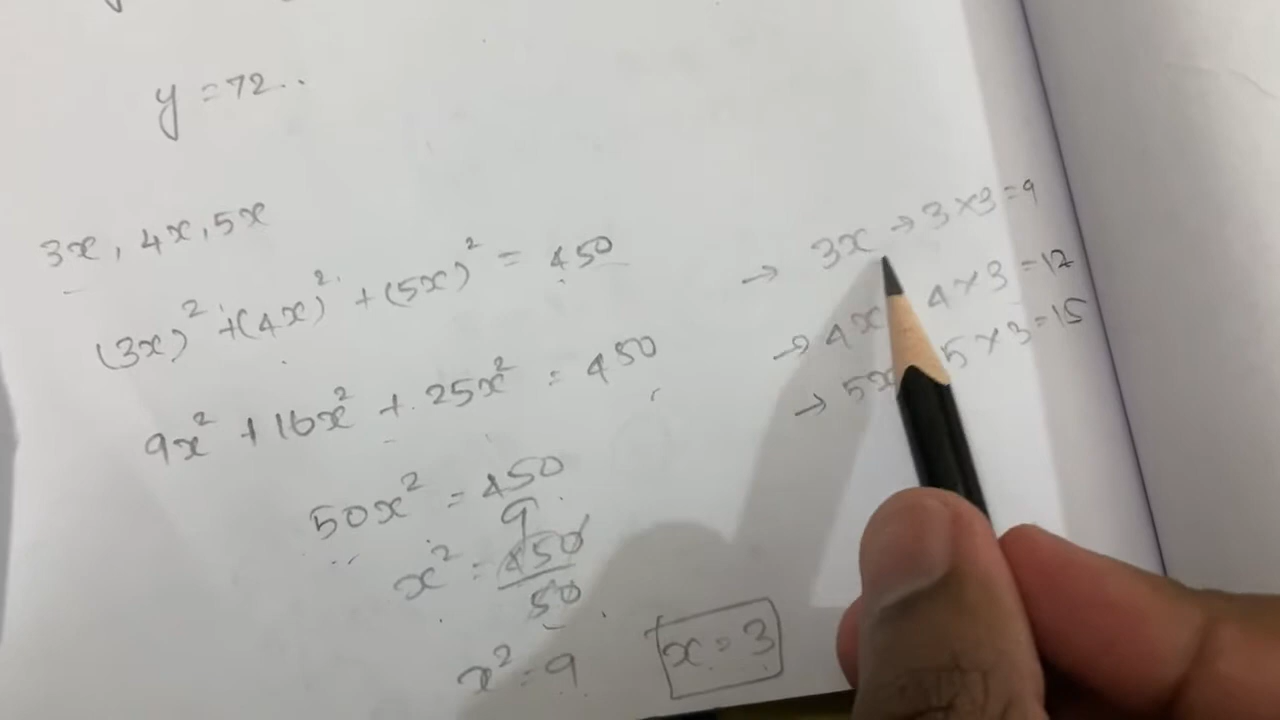 y = 72..
3x, 4x, 5x
(3x)² + (4x)² + (5x)² = 450
9x² + 16x² + 25x² = 450
50x² = 450
9
x² = 450
50
x² = 9
x = 3
→ 3x → 3×3=9
→ 4x 4×3=12
→ 5x 5×3=15